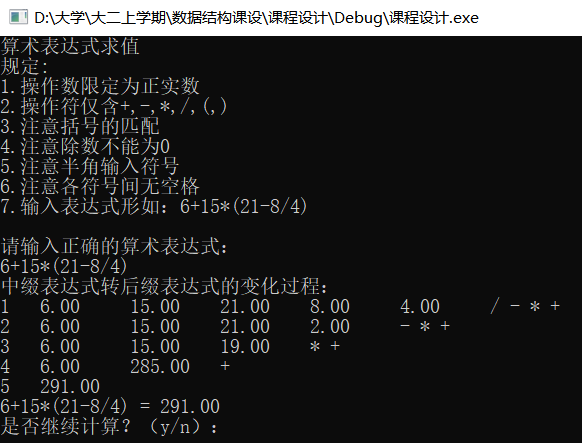 D:\大学\大二上学期\数据结构课设\课程设计\Debug\课程设计.exe
算术表达式求值
规定:
1.操作数限定为正实数
2.操作符仅含+,-,*,/,(,)
3.注意括号的匹配
4.注意除数不能为0
5.注意半角输入符号
6.注意各符号间无空格
7.输入表达式形如：6+15*(21-8/4)
请输入正确的算术表达式：
6+15*(21-8/4)
中缀表达式转后缀表达式的变化过程：
1 6.00 15.00 21.00 8.00 4.00 / - * +
2 6.00 15.00 21.00 2.00 - * +
3 6.00 15.00 19.00 * +
4 6.00 285.00 +
5 291.00
6+15*(21-8/4) = 291.00
是否继续计算？（y/n）：